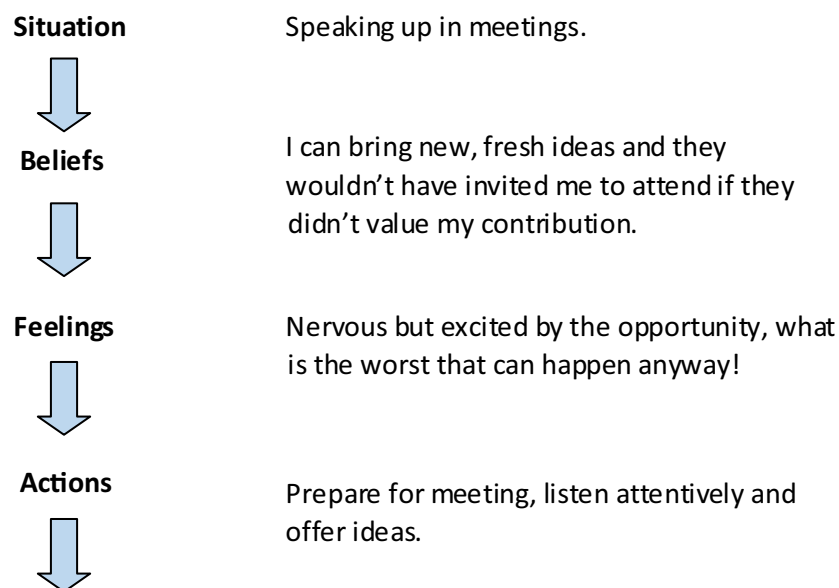 Situation
Speaking up in meetings.
Beliefs
I can bring new, fresh ideas and they
wouldn’t have invited me to attend if they
didn’t value my contribution.
Feelings
Nervous but excited by the opportunity, what
is the worst that can happen anyway!
Actions
Prepare for meeting, listen attentively and
offer ideas.